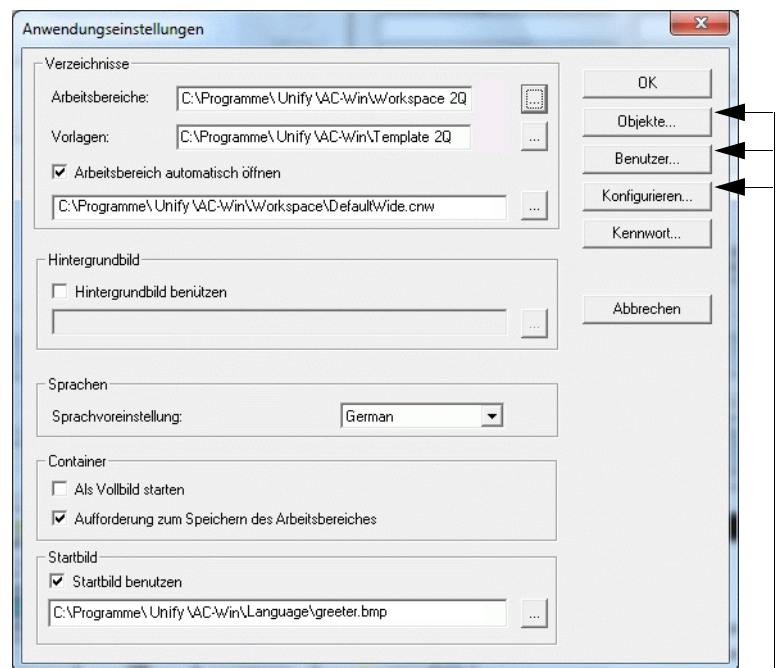 Anwendungseinstellungen
Verzeichnisse
Arbeitsbereiche:
C:\Programme\ Unify \AC-Win\Workspace 2Q
...
Vorlagen:
C:\Programme\ Unify \AC-Win\Template 2Q
...
Arbeitsbereich automatisch öffnen
C:\Programme\ Unify \AC-Win\Workspace\DefaultWide.cnw
...
Hintergrundbild
Hintergrundbild benützen
...
Sprachen
Sprachvoreinstellung:
German
Container
Als Vollbild starten
Aufforderung zum Speichern des Arbeitsbereiches
Startbild
Startbild benutzen
C:\Programme\ Unify \AC-Win\Language\greeter.bmp
...
OK
Objekte...
Benutzer...
Konfigurieren...
Kennwort...
Abbrechen